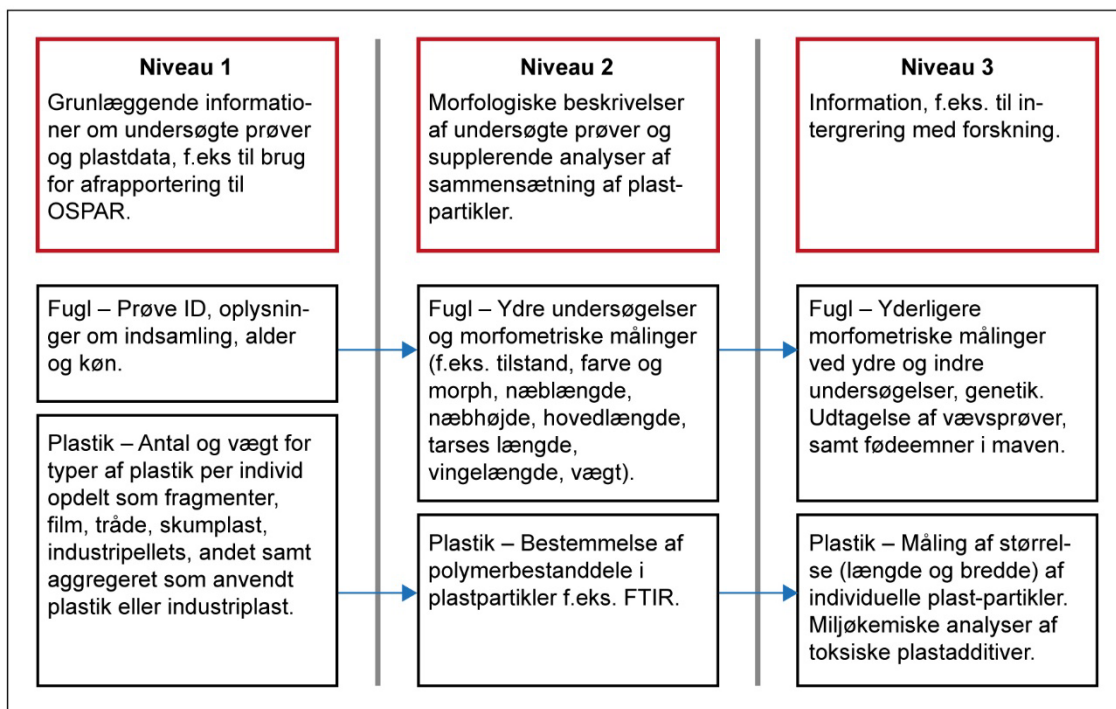 Niveau 1
Grunlæggende informatio-
ner om undersøgte prøver
og plastdata, f.eks til brug
for afrapportering til
OSPAR.
Fugl – Prøve ID, oplysnin-
ger om indsamling, alder
og køn.
Plastik – Antal og vægt for
typer af plastik per individ
opdelt som fragmenter,
film, tråde, skumplast,
industripellets, andet samt
aggregeret som anvendt
plastik eller industriplast.
Niveau 2
Morfologiske beskrivelser
af undersøgte prøver og
supplerende analyser af
sammensætning af plast-
partikler.
Fugl – Ydre undersøgelser
og morfometriske målinger
(f.eks. tilstand, farve og
morph, næblængde,
næbhøjde, hovedlængde,
tarses længde,
vingelængde, vægt).
Plastik – Bestemmelse af
polymerbestanddele i
plastpartikler f.eks. FTIR.
Niveau 3
Information, f.eks. til in-
tergrering med forskning.
Fugl – Yderligere
morfometriske målinger
ved ydre og indre
undersøgelser, genetik.
Udtagelse af vævsprøver,
samt fødeemner i maven.
Plastik – Måling af størrel-
se (længde og bredde) af
individuelle plast-partikler.
Miljøkemiske analyser af
toksiske plastadditiver.